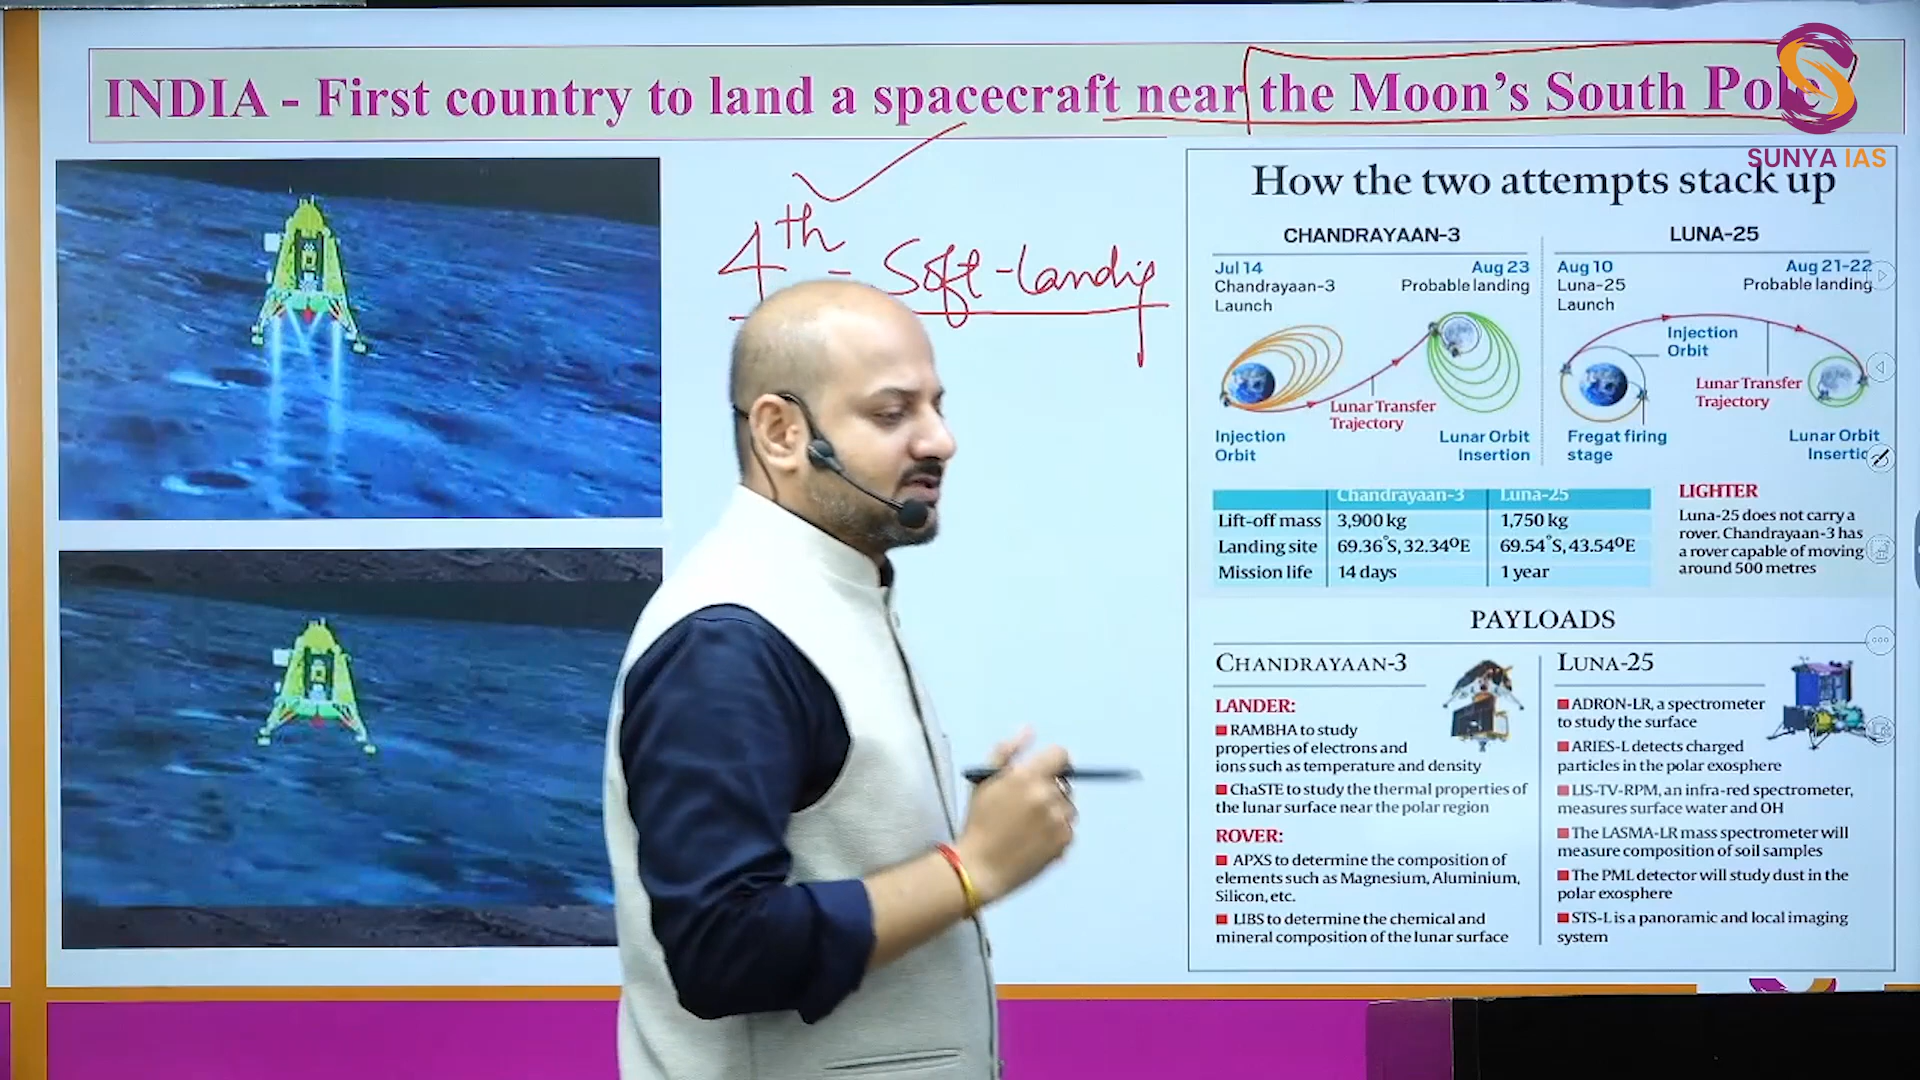 INDIA - First country to land a spacecraft near the Moon's South Pole
SUNYA IAS
4th - Soft-landing
How the two attempts stack up
CHANDRAYAAN-3
Jul 14
Chandrayaan-3
Launch
Aug 23
Probable landing
Injection
Orbit
Lunar Transfer
Trajectory
Lunar Orbit
Insertion
LUNA-25
Aug 10
Luna-25
Launch
Aug 21-22
Probable landing
Injection
Orbit
Lunar Transfer
Trajectory
Fregat firing
stage
Lunar Orbit
Insertion
Chandrayaan-3 Luna-25
Lift-off mass 3,900 kg 1,750 kg
Landing site 69.36°S, 32.34ºE 69.54°S, 43.54ºE
Mission life 14 days 1 year
LIGHTER
Luna-25 does not carry a
rover. Chandrayaan-3 has
a rover capable of moving
around 500 metres
PAYLOADS
CHANDRAYAAN-3
LANDER:
RAMBHA to study
properties of electrons and
ions such as temperature and density
ChaSTE to study the thermal properties of
the lunar surface near the polar region
ROVER:
APXS to determine the composition of
elements such as Magnesium, Aluminium,
Silicon, etc.
LIBS to determine the chemical and
mineral composition of the lunar surface
LUNA-25
ADRON-LR, a spectrometer
to study the surface
ARIES-L detects charged
particles in the polar exosphere
LIS-TV-RPM, an infra-red spectrometer,
measures surface water and OH
The LASMA-LR mass spectrometer will
measure composition of soil samples
The PML detector will study dust in the
polar exosphere
STS-L is a panoramic and local imaging
system